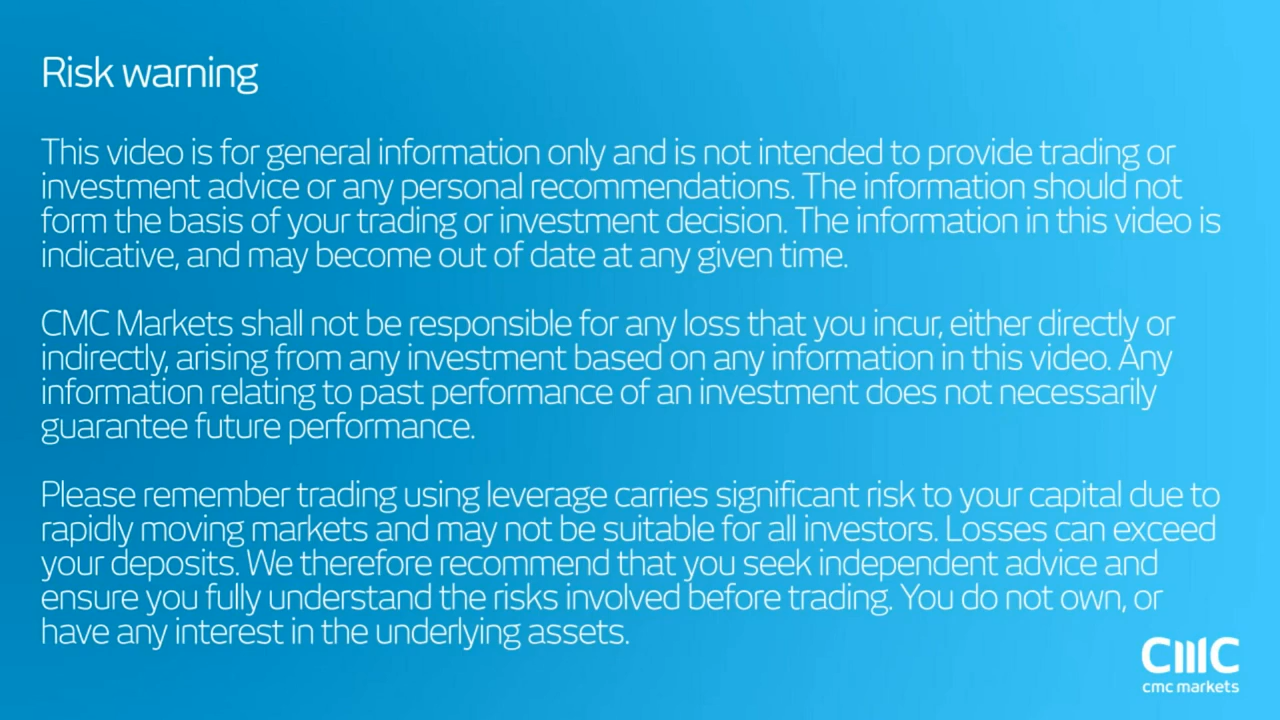 Risk warning
This video is for general information only and is not intended to provide trading or
investment advice or any personal recommendations. The information should not
form the basis of your trading or investment decision. The information in this video is
indicative, and may become out of date at any given time.
CMC Markets shall not be responsible for any loss that you incur, either directly or
indirectly, arising from any investment based on any information in this video. Any
information relating to past performance of an investment does not necessarily
guarantee future performance.
Please remember trading using leverage carries significant risk to your capital due to
rapidly moving markets and may not be suitable for all investors. Losses can exceed
your deposits. We therefore recommend that you seek independent advice and
ensure you fully understand the risks involved before trading. You do not own, or
have any interest in the underlying assets.
CMC
cmc markets